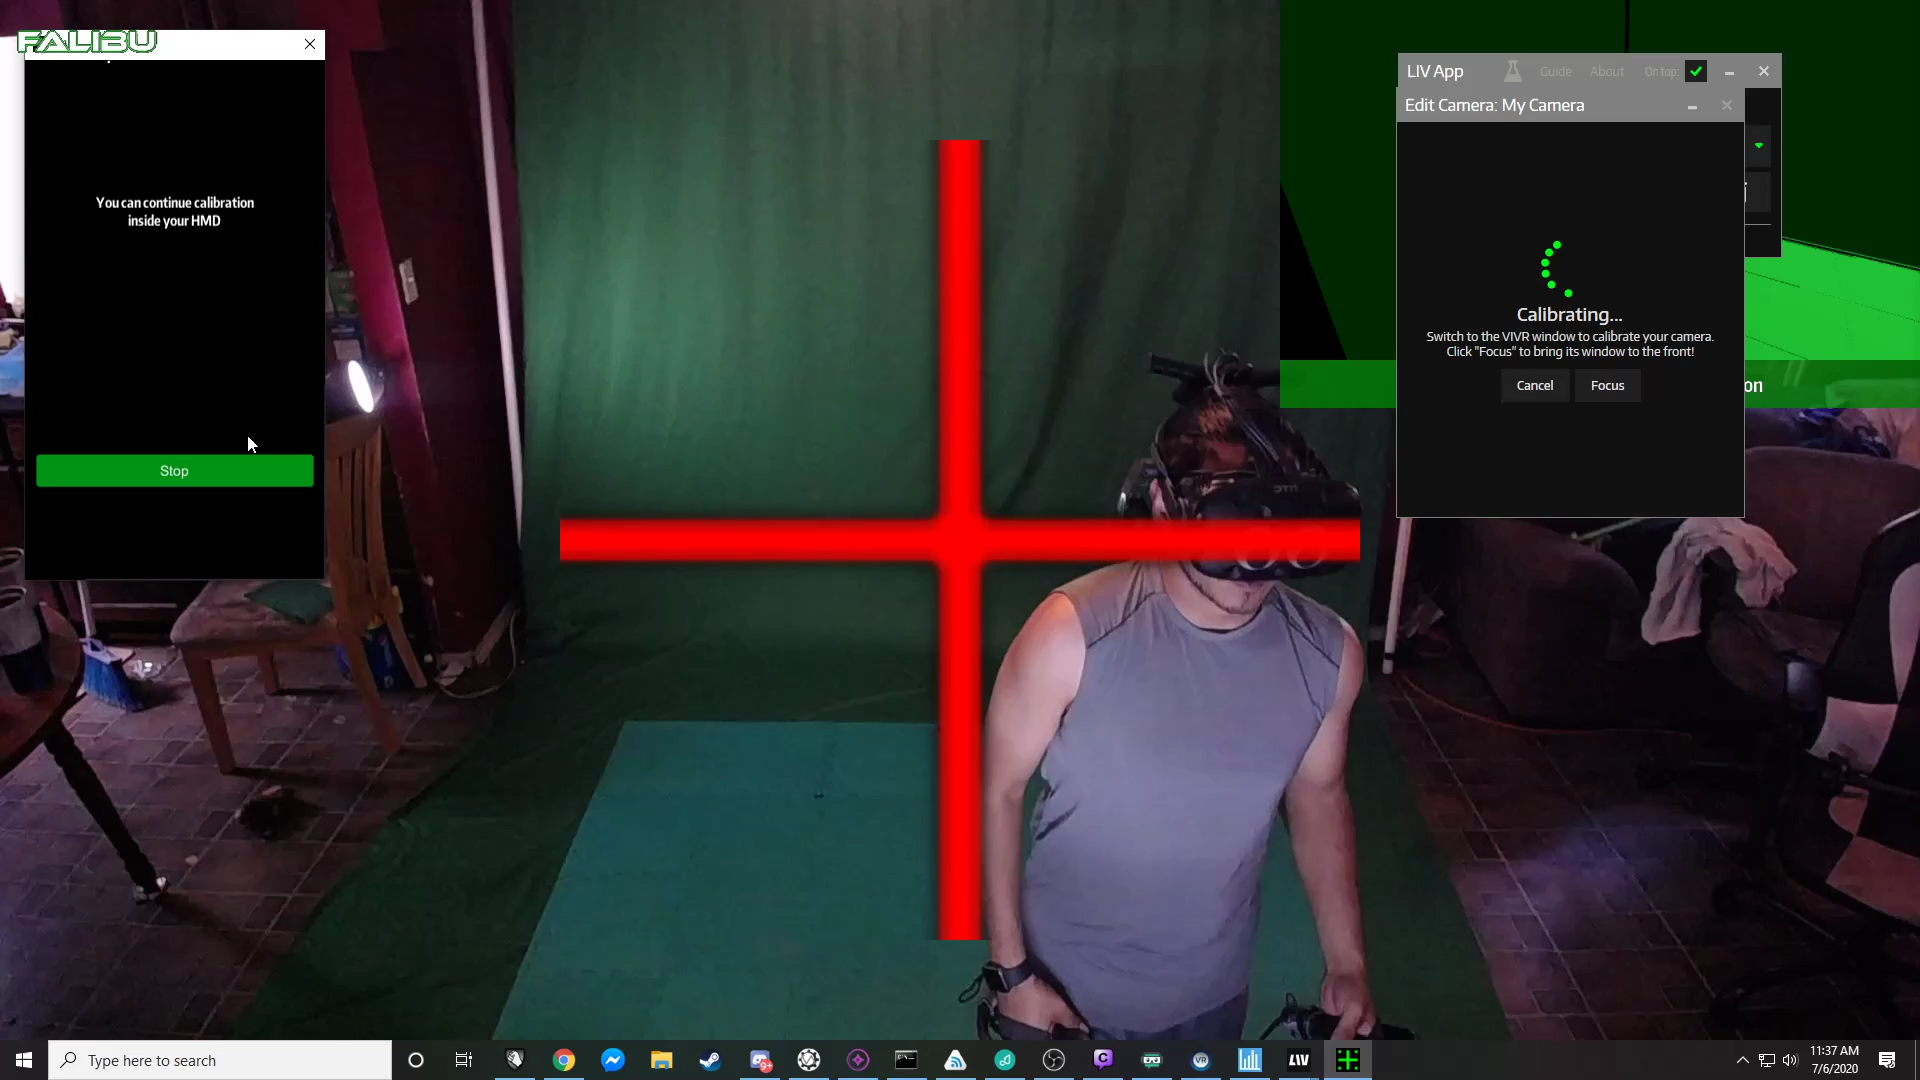 FALIBU
You can continue calibration
inside your HMD
Stop
LIV App
Guide
About
On top:
Edit Camera: My Camera
Calibrating...
Switch to the VIVR window to calibrate your camera.
Click "Focus" to bring its window to the front!
Cancel
Focus
on
Type here to search
LIV
11:37 AM
7/6/2020